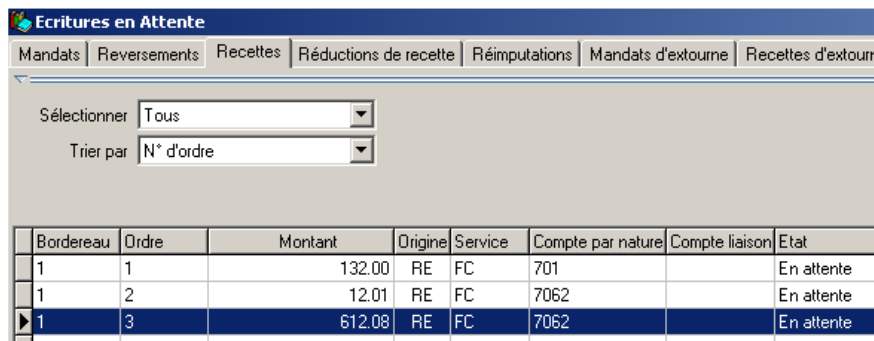 Ecritures en Attente
Mandats Reversements Recettes Réductions de recette Réimputations Mandats d'extourne Recettes d'extourn
Sélectionner Tous
Trier par N° d'ordre
Bordereau Ordre Montant Origine Service Compte par nature Compte liaison Etat
1 1 132.00 RE FC 701 En attente
1 2 12.01 RE FC 7062 En attente
1 3 612.08 RE FC 7062 En attente